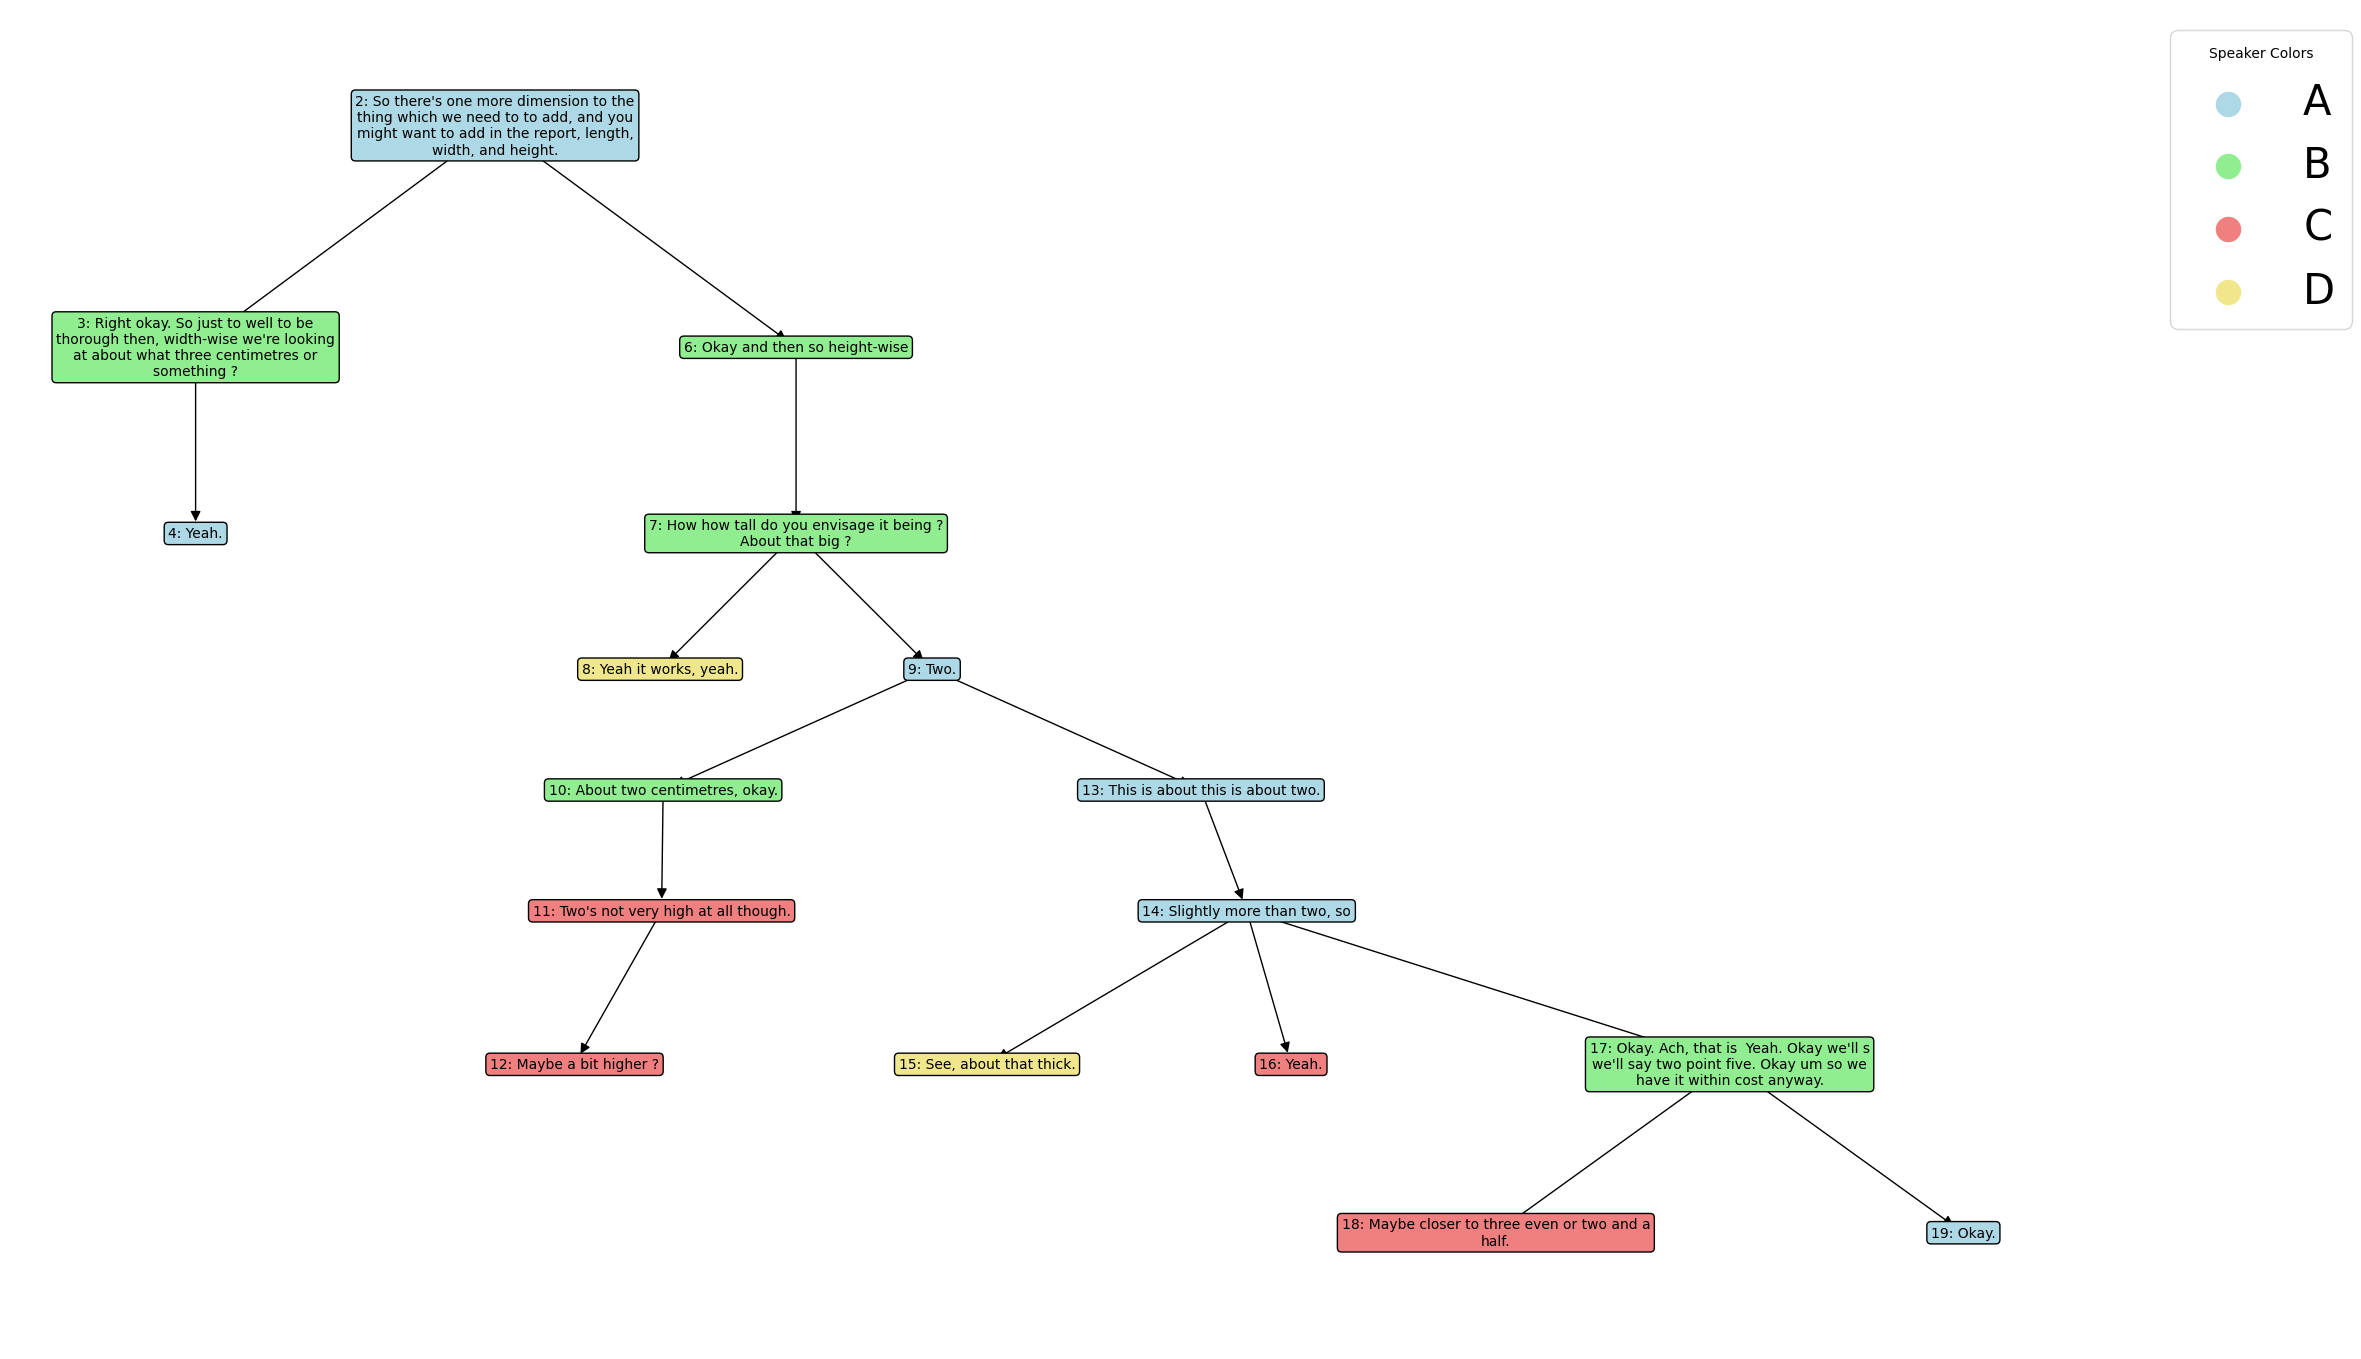 Speaker Colors
A
B
C
D
2: So there's one more dimension to the
thing which we need to to add, and you
might want to add in the report, length,
width, and height.
3: Right okay. So just to well to be
thorough then, width-wise we're looking
at about what three centimetres or
something ?
6: Okay and then so height-wise
4: Yeah.
7: How how tall do you envisage it being ?
About that big ?
8: Yeah it works, yeah.
9: Two.
10: About two centimetres, okay.
13: This is about this is about two.
11: Two's not very high at all though.
14: Slightly more than two, so
12: Maybe a bit higher ?
15: See, about that thick.
16: Yeah.
17: Okay. Ach, that is  Yeah. Okay we'll s
we'll say two point five. Okay um so we
have it within cost anyway.
18: Maybe closer to three even or two and a
half.
19: Okay.